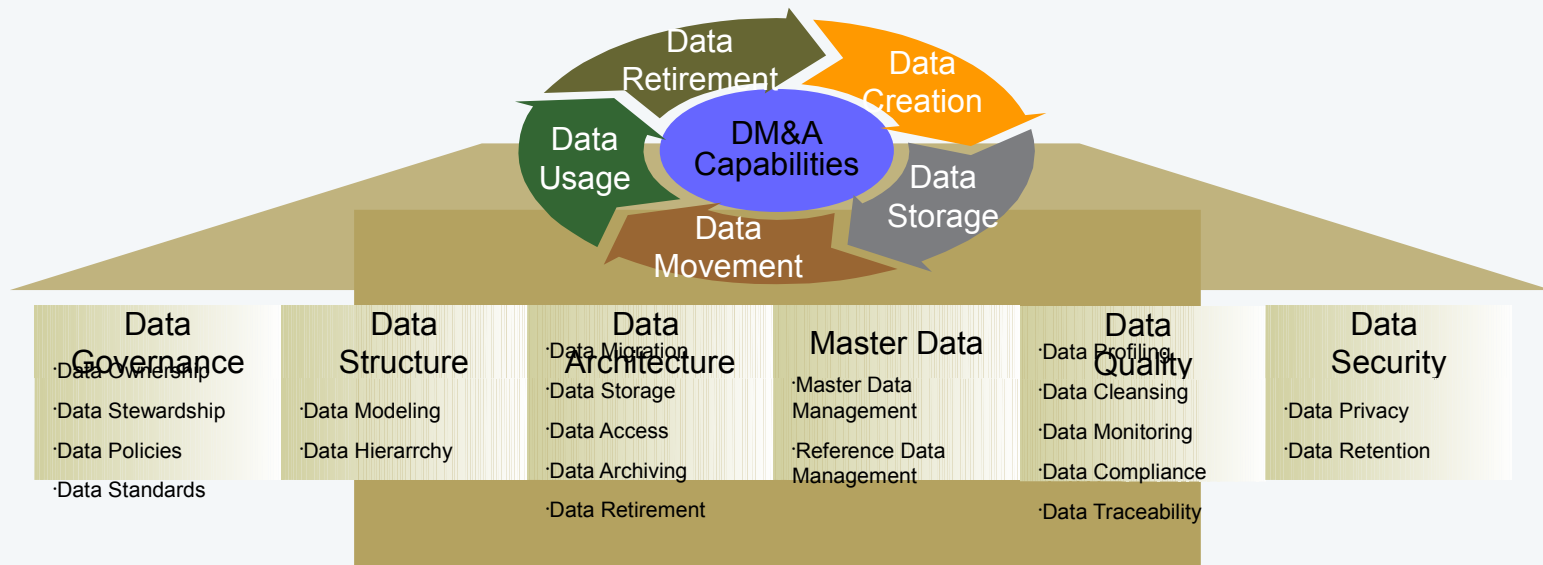 Data
Retirement
Data
Creation
Data
Usage
DM&A
Capabilities
Data
Storage
Data
Movement
Data
Governance
·Data Ownership
·Data Stewardship
·Data Policies
·Data Standards
Data
Structure
·Data Modeling
·Data Hierarrchy
Data
Architecture
·Data Migration
·Data Storage
·Data Access
·Data Archiving
·Data Retirement
Master Data
·Master Data
Management
·Reference Data
Management
Data
Quality
·Data Profiling
·Data Cleansing
·Data Monitoring
·Data Compliance
·Data Traceability
Data
Security
·Data Privacy
·Data Retention